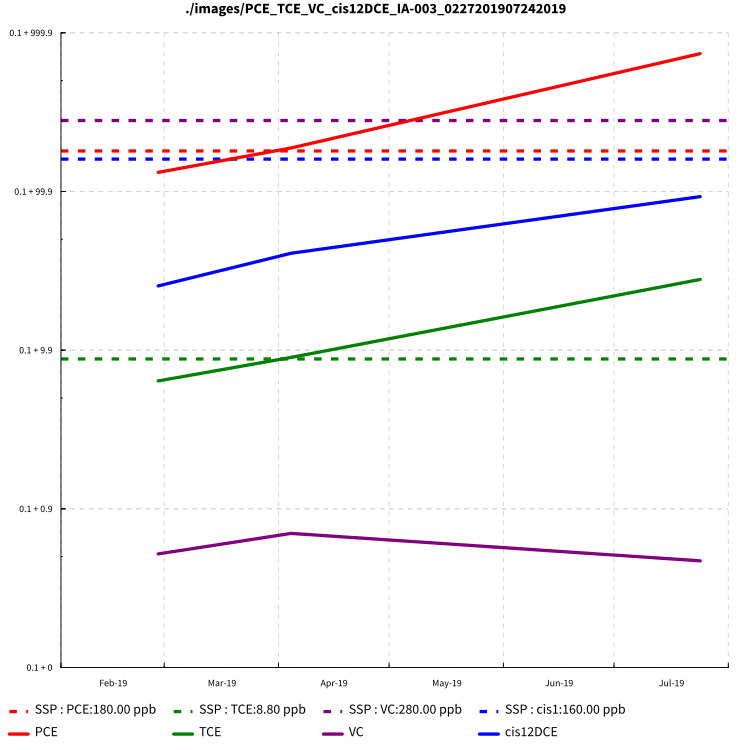 ./images/PCE_TCE_VC_cis12DCE_IA-003_0227201907242019
0.1 + 999.9
0.1 + 99.9
0.1 + 9.9
0.1 + 0.9
0.1 + 0
Feb-19 Mar-19 Apr-19 May-19 Jun-19 Jul-19
SSP : PCE:180.00 ppb SSP : TCE:8.80 ppb SSP : VC:280.00 ppb SSP : cis1:160.00 ppb
PCE TCE VC cis12DCE